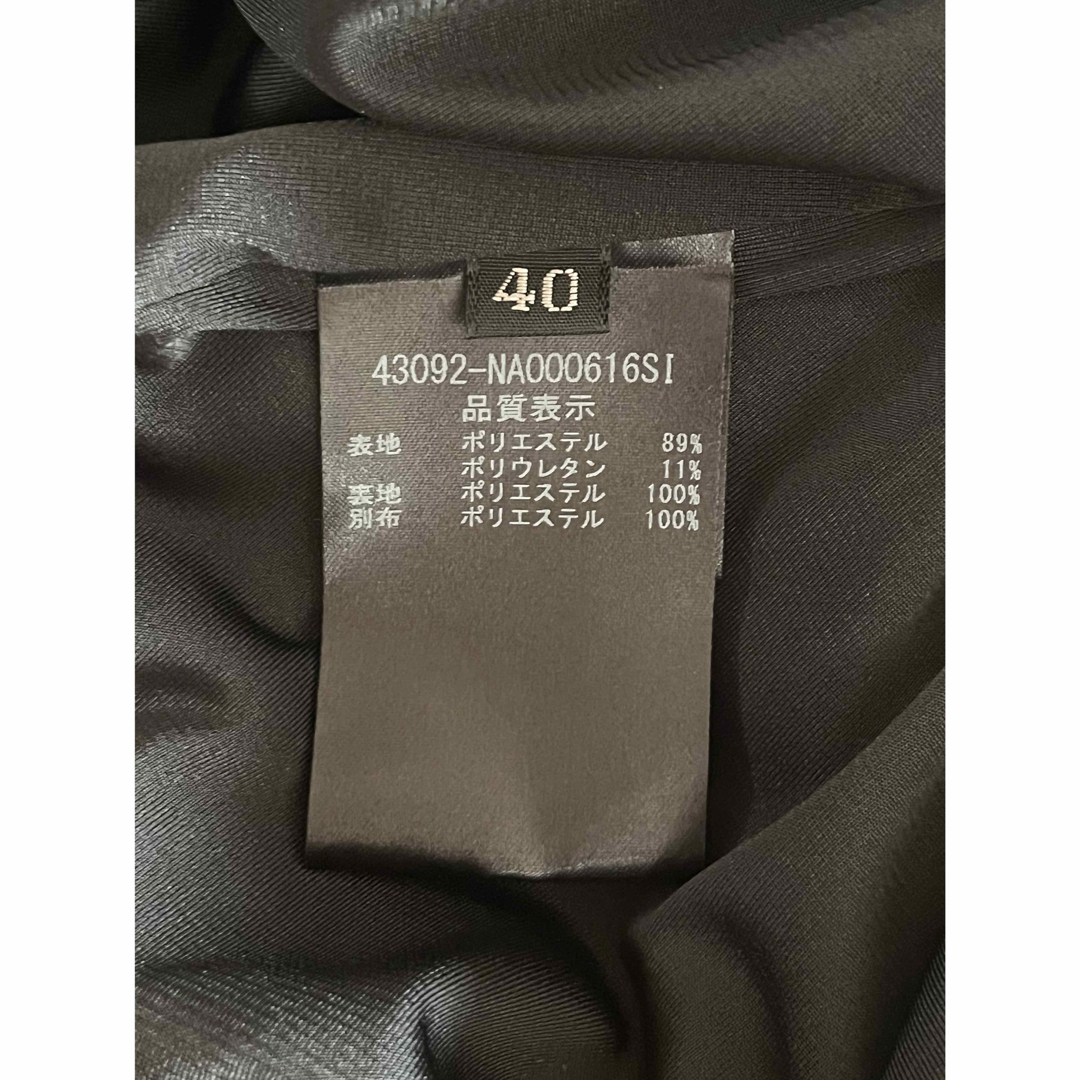 40
43092-NA000616SI
品質表示
表地 ポリエステル 89%
ポリウレタン 11%
裏地 ポリエステル 100%
別布 ポリエステル 100%